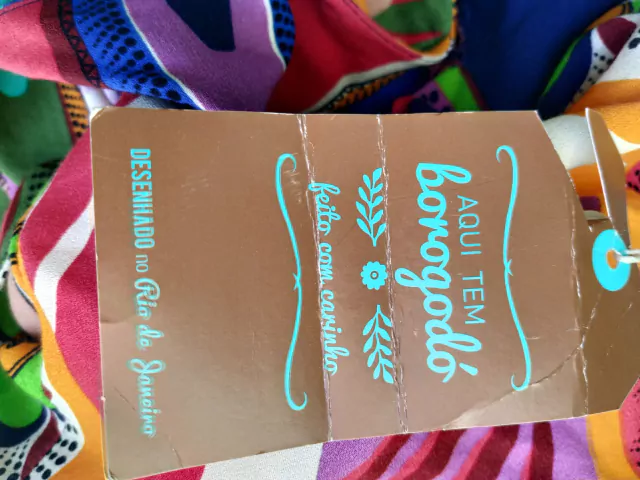 AQUI TEM
borogodó
feito com carinho
DESENHADO no Rio de Janeiro